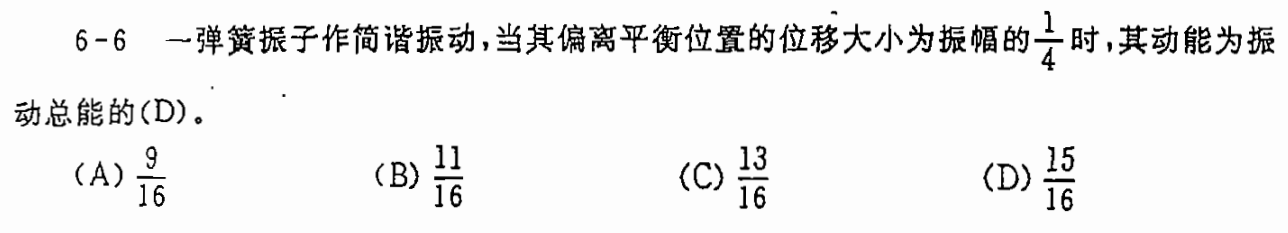 6-6 一弹簧振子作简谐振动,当其偏离平衡位置的位移大小为振幅的1/4时,其动能为振
动总能的(D)。
(A) 9/16 (B) 11/16 (C) 13/16 (D) 15/16